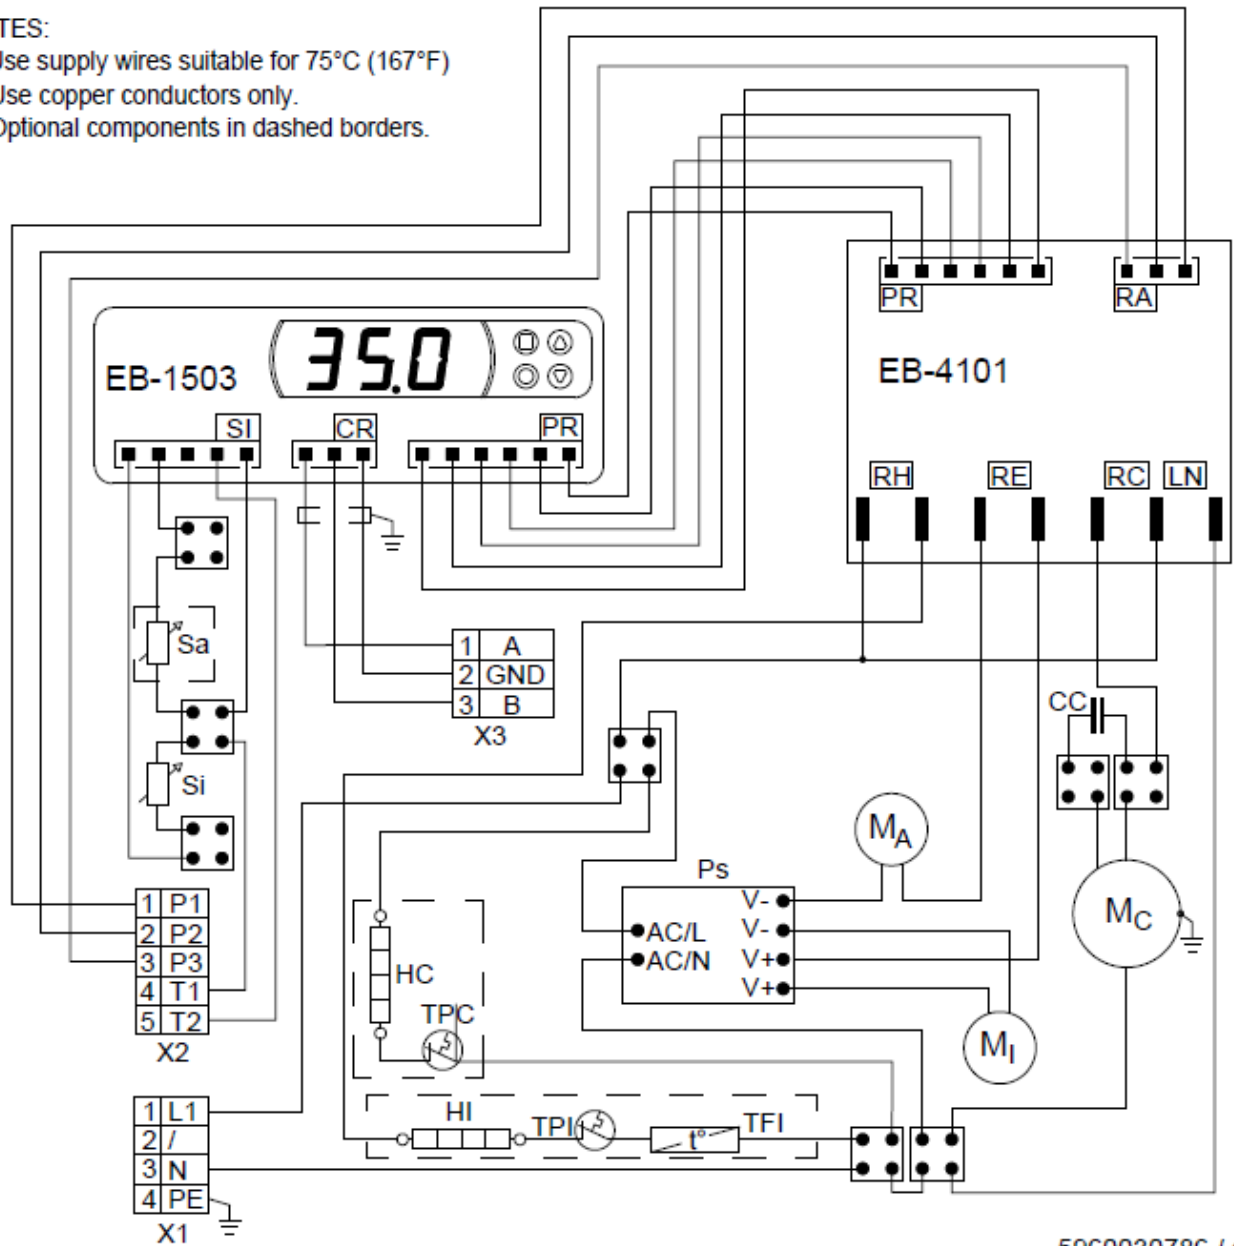 TES:
Use supply wires suitable for 75°C (167°F)
Use copper conductors only.
Optional components in dashed borders.
PR
RA
EB-4101
35.0
EB-1503
SI
CR
PR
RH
RE
RC
LN
Sa
1 A
2 GND
3 B
X3
CC
Si
MA
Ps
V-
AC/L
V-
AC/N
V+
V+
MC
1 P1
2 P2
3 P3
4 T1
5 T2
X2
HC
TPC
MI
1 L1
2 /
3 N
4 PE
X1
HI
TPI
t°
TFI